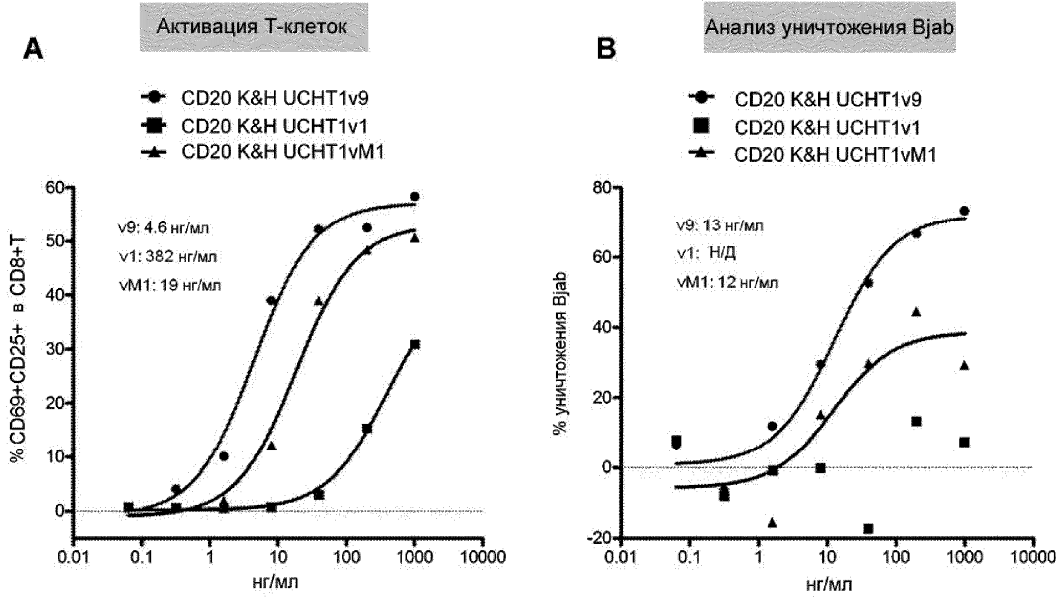 Активация Т-клеток
A
CD20 K&H UCHT1v9
CD20 K&H UCHT1v1
CD20 K&H UCHT1vM1
v9: 4.6 нг/мл
v1: 382 нг/мл
vM1: 19 нг/мл
% CD69+CD25+ в CD8+T
60
50
40
30
20
10
0
0.01 0.1 1 10 100 1000 10000
нг/мл
Анализ уничтожения Bjab
B
CD20 K&H UCHT1v9
CD20 K&H UCHT1v1
CD20 K&H UCHT1vM1
v9: 13 нг/мл
v1: Н/Д
vM1: 12 нг/мл
% уничтожения Bjab
80
60
40
20
0
-20
0.01 0.1 1 10 100 1000 10000
нг/мл